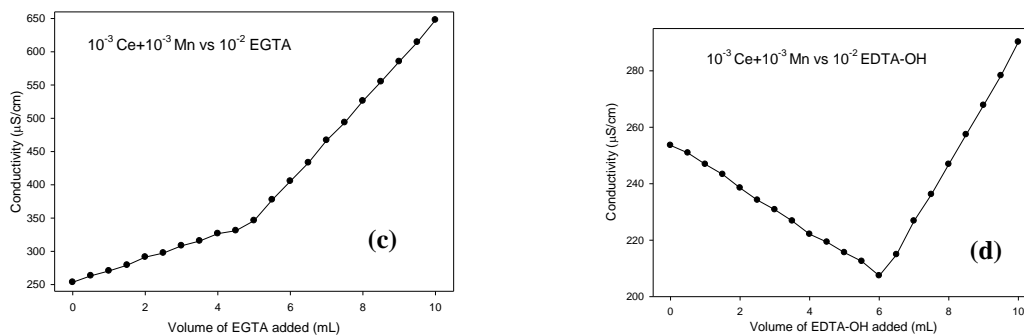 10⁻³ Ce+10⁻³ Mn vs 10⁻² EGTA
Conductivity (μS/cm)
650
600
550
500
450
400
350
300
250
0 2 4 6 8 10
Volume of EGTA added (mL)
(c)
10⁻³ Ce+10⁻³ Mn vs 10⁻² EDTA-OH
Conductivity (μS/cm)
280
260
240
220
200
0 2 4 6 8 10
Volume of EDTA-OH added (mL)
(d)